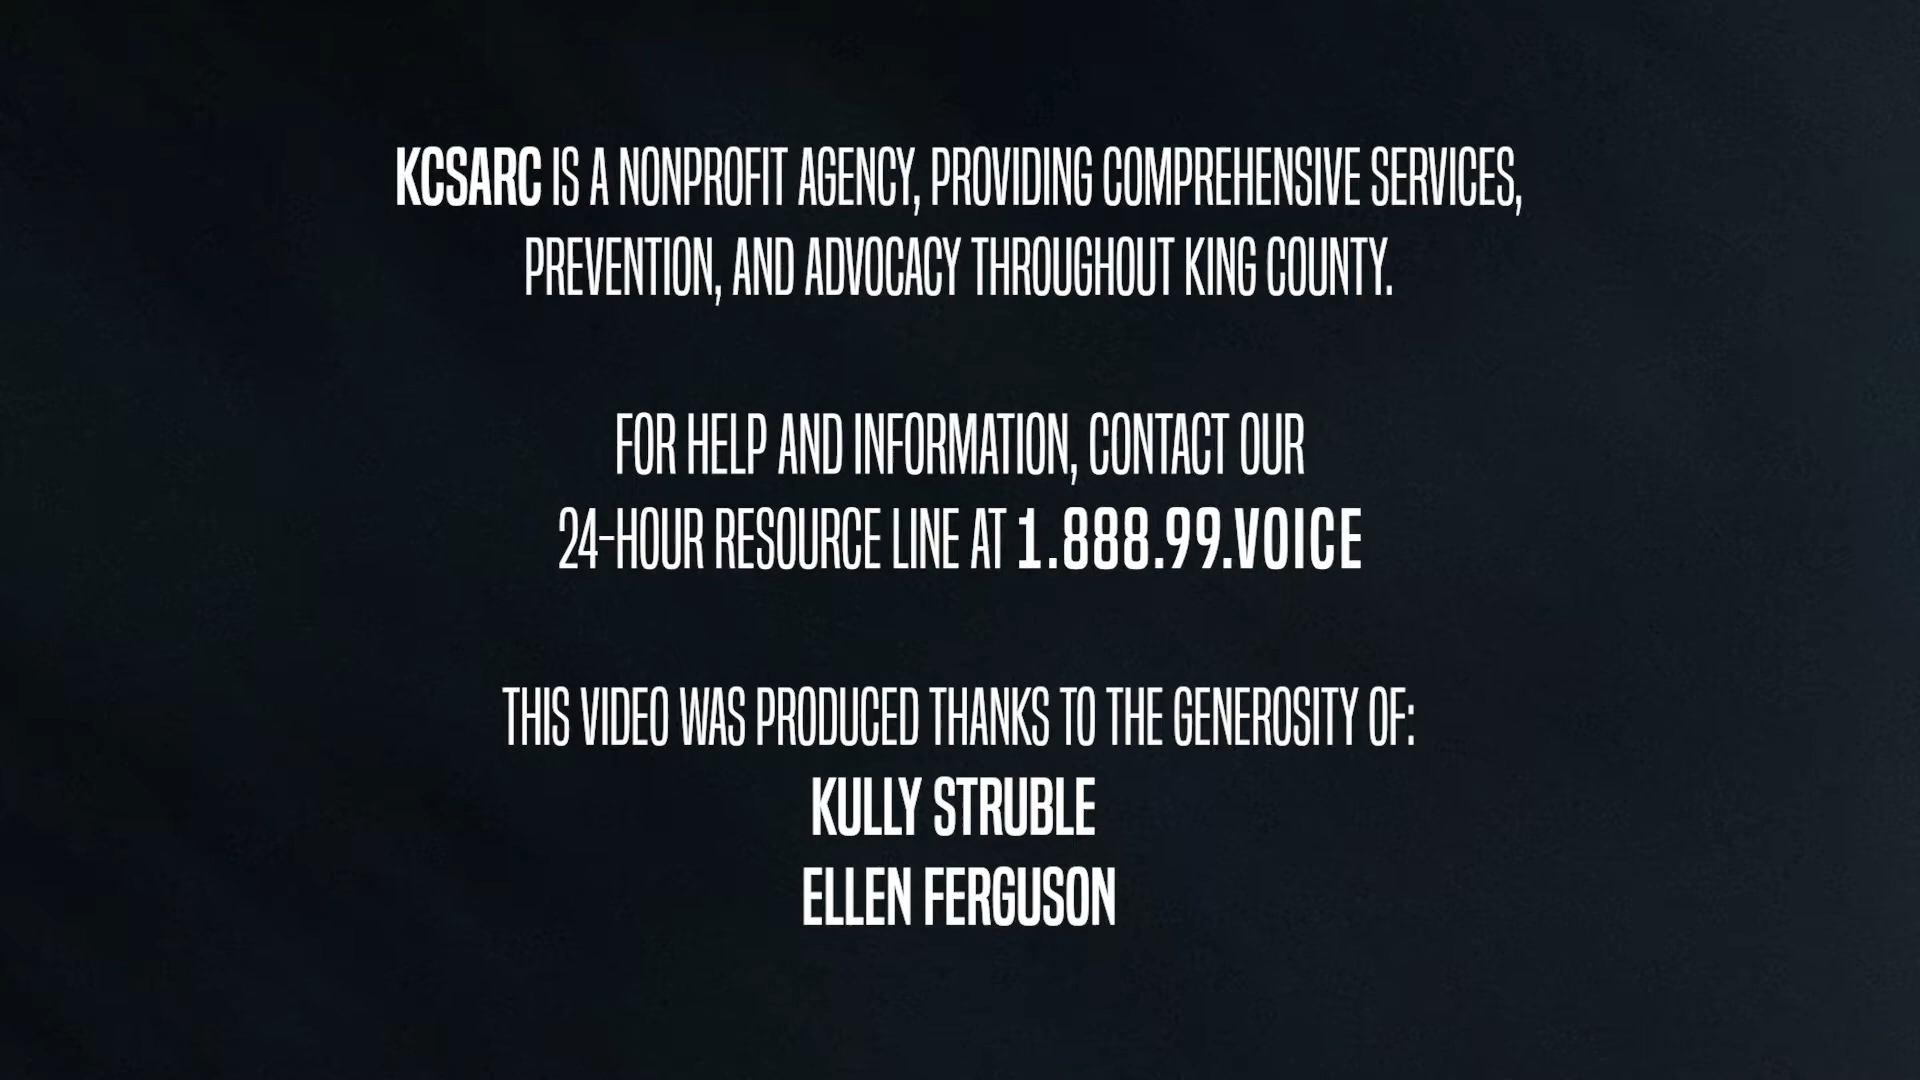 KCSARC IS A NONPROFIT AGENCY, PROVIDING COMPREHENSIVE SERVICES,
PREVENTION, AND ADVOCACY THROUGHOUT KING COUNTY.
FOR HELP AND INFORMATION, CONTACT OUR
24-HOUR RESOURCE LINE AT 1.888.99.VOICE
THIS VIDEO WAS PRODUCED THANKS TO THE GENEROSITY OF:
KULLY STRUBLE
ELLEN FERGUSON